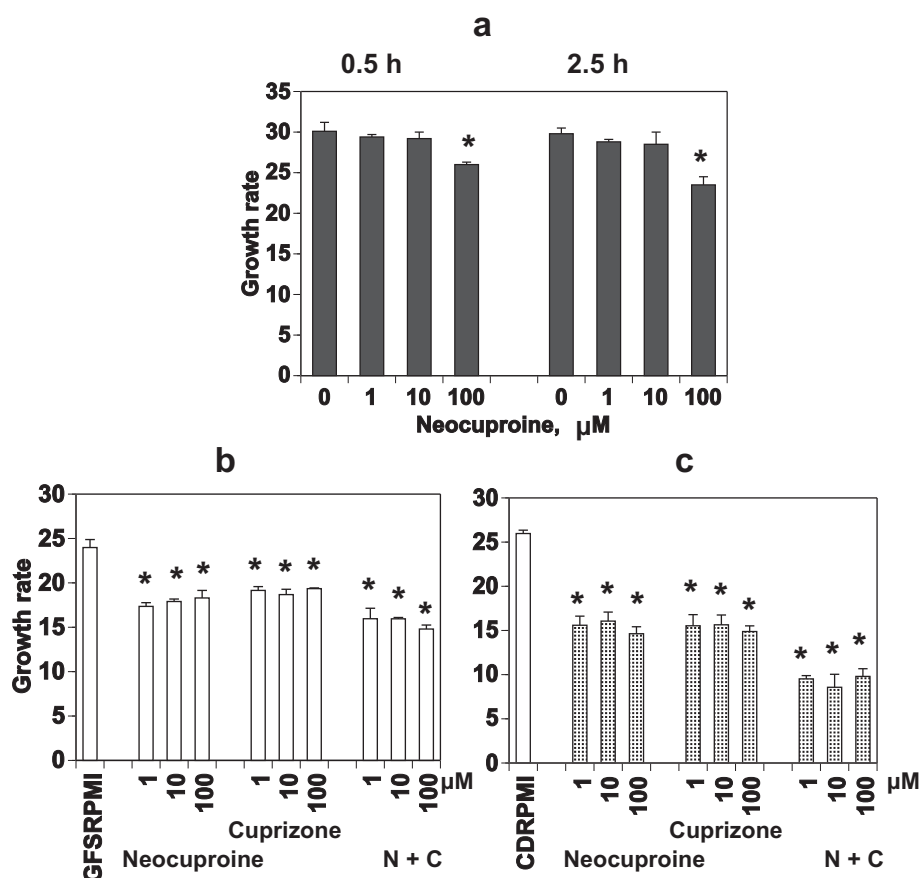 a
0.5 h 2.5 h
35
30
25
20
15
10
5
0
Growth rate
* *
0 1 10 100 0 1 10 100
Neocuproine, µM
b
30
25
20
15
10
5
0
Growth rate
* * * * * * * * *
GFSRPMI 1 10 100 1 10 100 1 10 100 µM
Cuprizone
Neocuproine N + C
c
30
25
20
15
10
5
0
* * * * * * * * *
CDRPMI 1 10 100 1 10 100 1 10 100 µM
Cuprizone
Neocuproine N + C